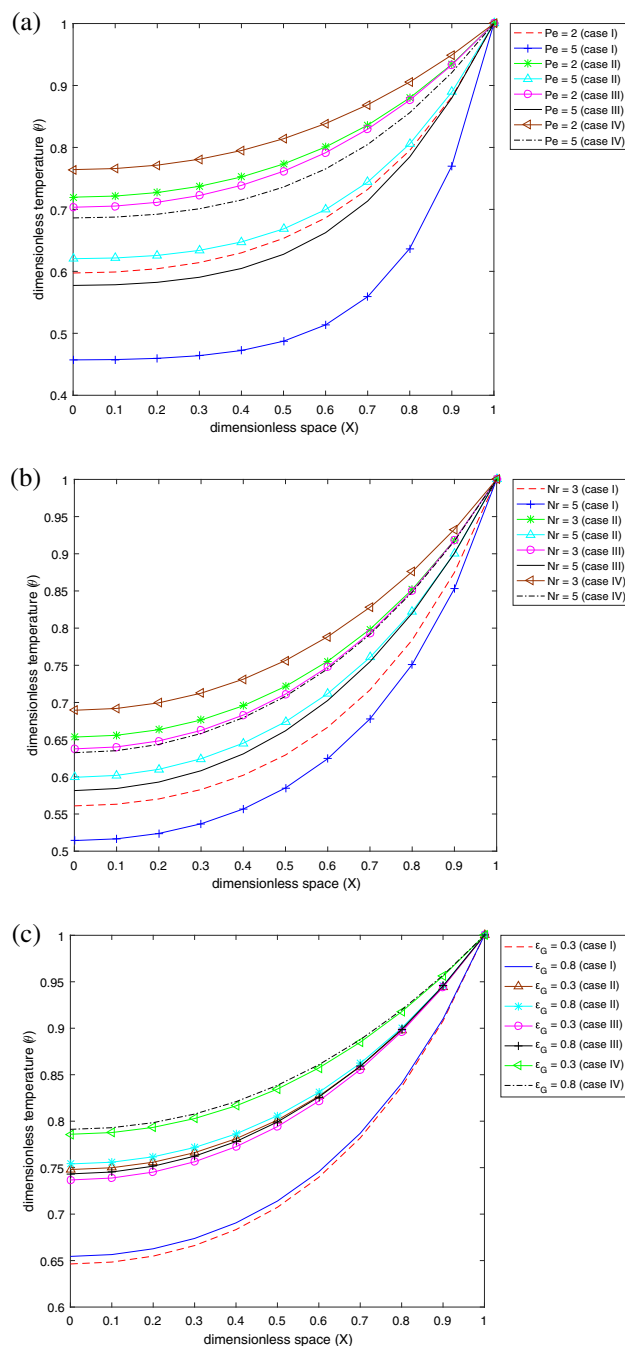 (a)
1
0.9
0.8
0.7
0.6
0.5
0.4
dimensionless temperature (θ)
0 0.1 0.2 0.3 0.4 0.5 0.6 0.7 0.8 0.9 1
dimensionless space (X)
Pe = 2 (case I)
Pe = 5 (case I)
Pe = 2 (case II)
Pe = 5 (case II)
Pe = 2 (case III)
Pe = 5 (case III)
Pe = 2 (case IV)
Pe = 5 (case IV)
(b)
1
0.95
0.9
0.85
0.8
0.75
0.7
0.65
0.6
0.55
0.5
dimensionless temperature (θ)
0 0.1 0.2 0.3 0.4 0.5 0.6 0.7 0.8 0.9 1
dimensionless space (X)
Nr = 3 (case I)
Nr = 5 (case I)
Nr = 3 (case II)
Nr = 5 (case II)
Nr = 3 (case III)
Nr = 5 (case III)
Nr = 3 (case IV)
Nr = 5 (case IV)
(c)
1
0.95
0.9
0.85
0.8
0.75
0.7
0.65
0.6
dimensionless temperature (θ)
0 0.1 0.2 0.3 0.4 0.5 0.6 0.7 0.8 0.9 1
dimensionless space (X)
ε_G = 0.3 (case I)
ε_G = 0.8 (case I)
ε_G = 0.3 (case II)
ε_G = 0.8 (case II)
ε_G = 0.3 (case III)
ε_G = 0.8 (case III)
ε_G = 0.3 (case IV)
ε_G = 0.8 (case IV)